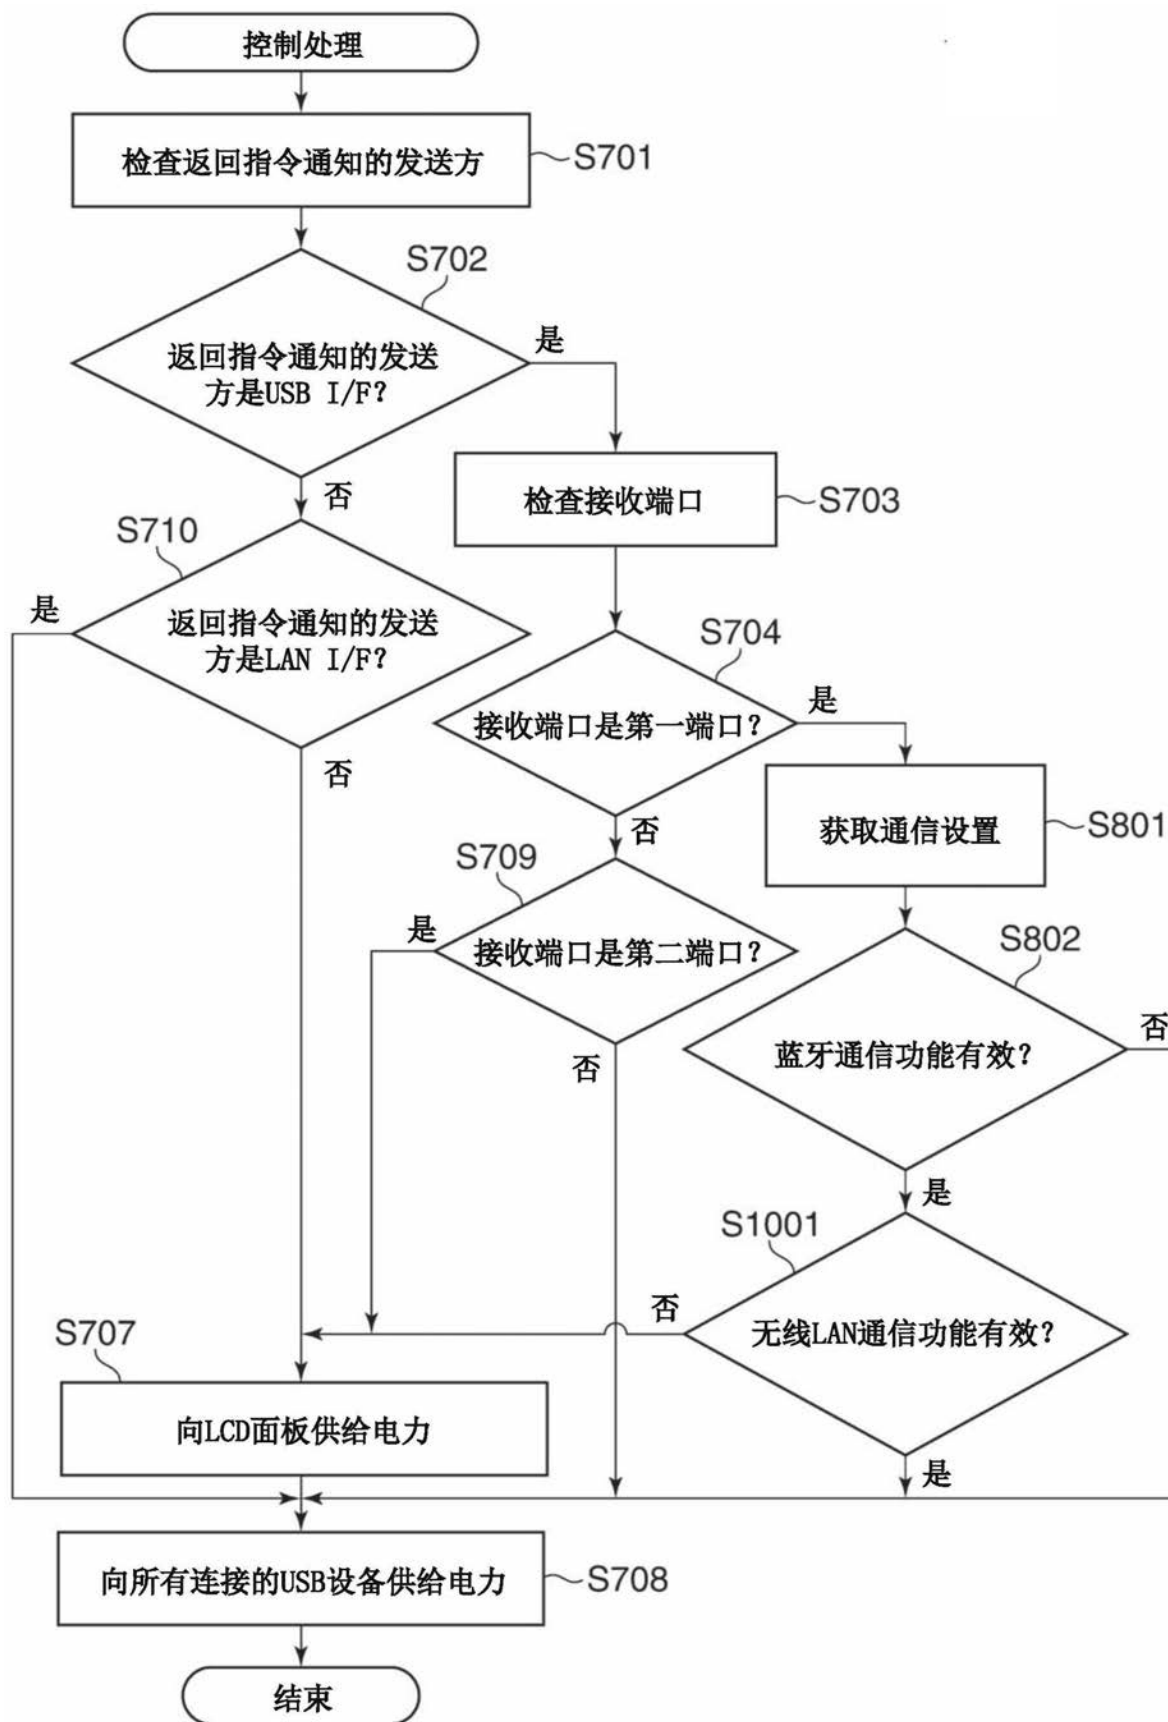 控制处理
检查返回指令通知的发送方
S701
S702
返回指令通知的发送
方是USB I/F？
是
否
检查接收端口
S703
S710
是
返回指令通知的发送
方是LAN I/F？
否
S704
接收端口是第一端口？
是
否
获取通信设置
S801
S709
是
接收端口是第二端口？
否
S802
蓝牙通信功能有效？
否
是
S1001
否
无线LAN通信功能有效？
是
S707
向LCD面板供给电力
向所有连接的USB设备供给电力
S708
结束